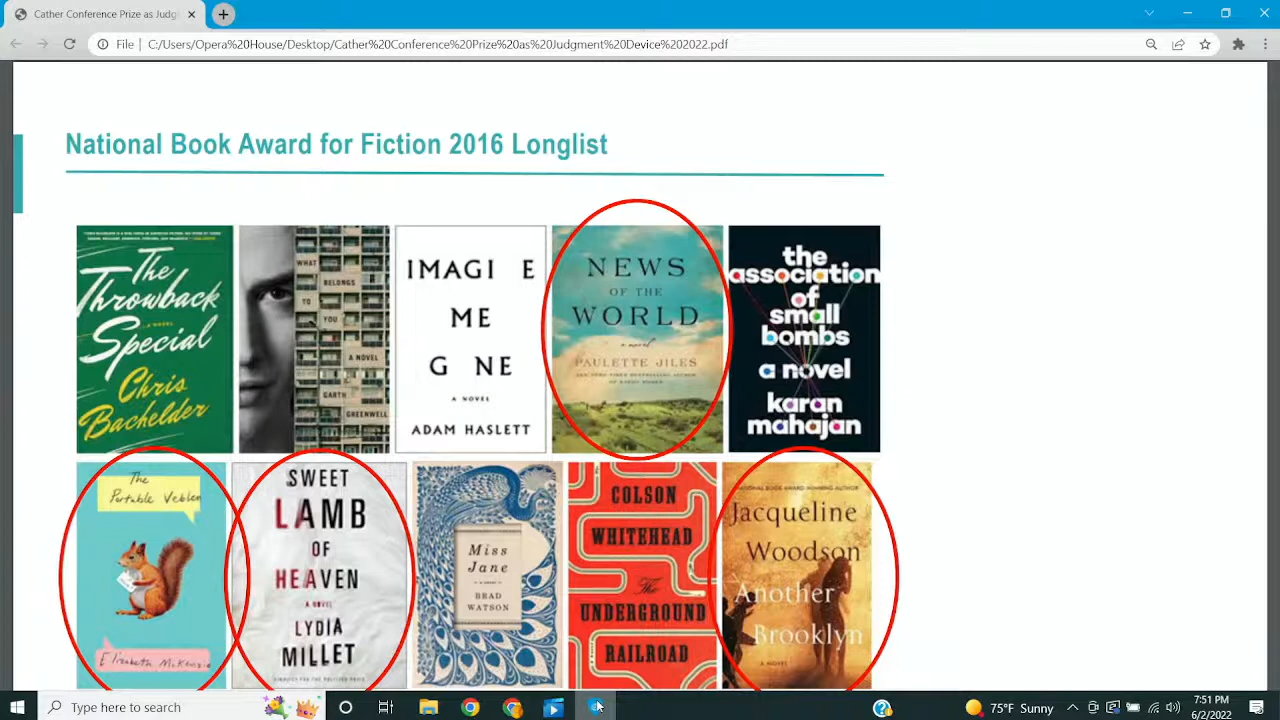 Cather Conference Prize as Judg
File
C:/Users/Opera%20House/Desktop/Cather%20Conference%20Prize%20as%20Judgment%20Device%202022.pdf
National Book Award for Fiction 2016 Longlist
The
Throwback
Special
A NOVEL
Chris
Bachelder
WHAT
BELONGS
TO
YOU
A NOVEL
GARTH
GREENWELL
IMAGI E
ME
G NE
A NOVEL
ADAM HASLETT
NEWS
OF THE
WORLD
a novel
PAULETTE JILES
the
association
of
small
bombs
a novel
karan
mahajan
The
Portable Veblen
Elizabeth McKenzie
SWEET
LAMB
OF
HEAVEN
A NOVEL
LYDIA
MILLET
Miss
Jane
BRAD
WATSON
COLSON
WHITEHEAD
The
UNDERGROUND
RAILROAD
NATIONAL BOOK AWARD-WINNING AUTHOR
Jacqueline
Woodson
Another
Brooklyn
A NOVEL
Type here to search
75°F Sunny
7:51 PM
6/2/2022